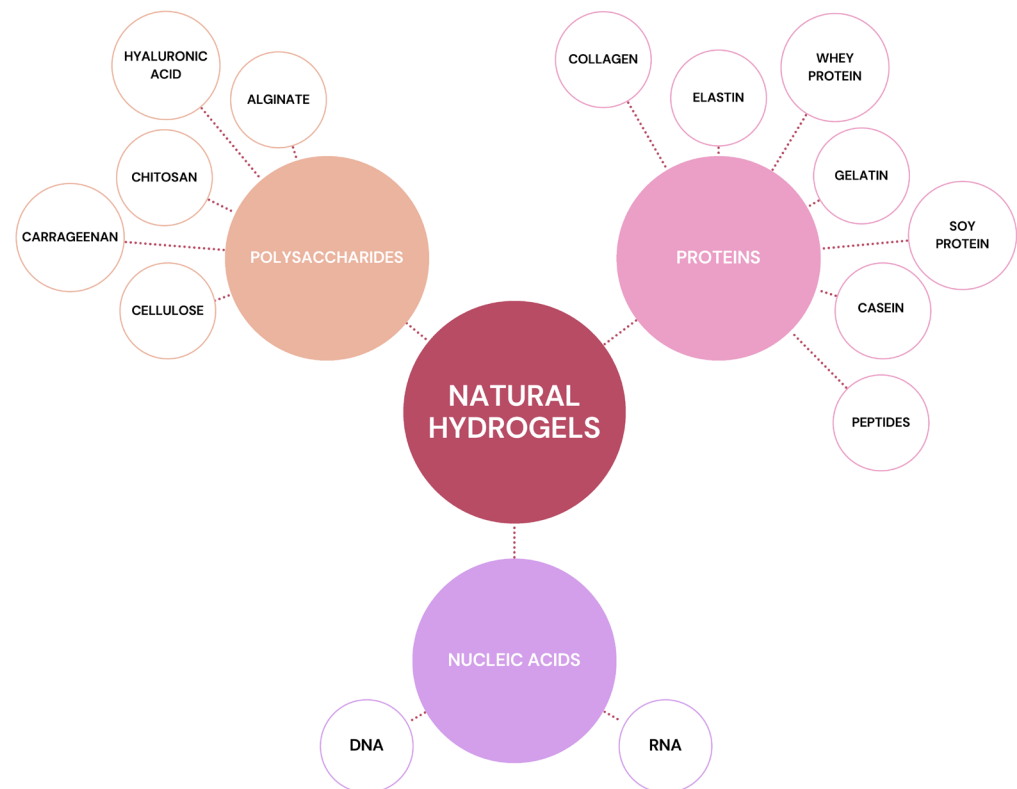 HYALURONIC
ACID
ALGINATE
CHITOSAN
CARRAGEENAN
CELLULOSE
POLYSACCHARIDES
COLLAGEN
ELASTIN
WHEY
PROTEIN
GELATIN
SOY
PROTEIN
CASEIN
PEPTIDES
PROTEINS
NATURAL
HYDROGELS
NUCLEIC ACIDS
DNA
RNA